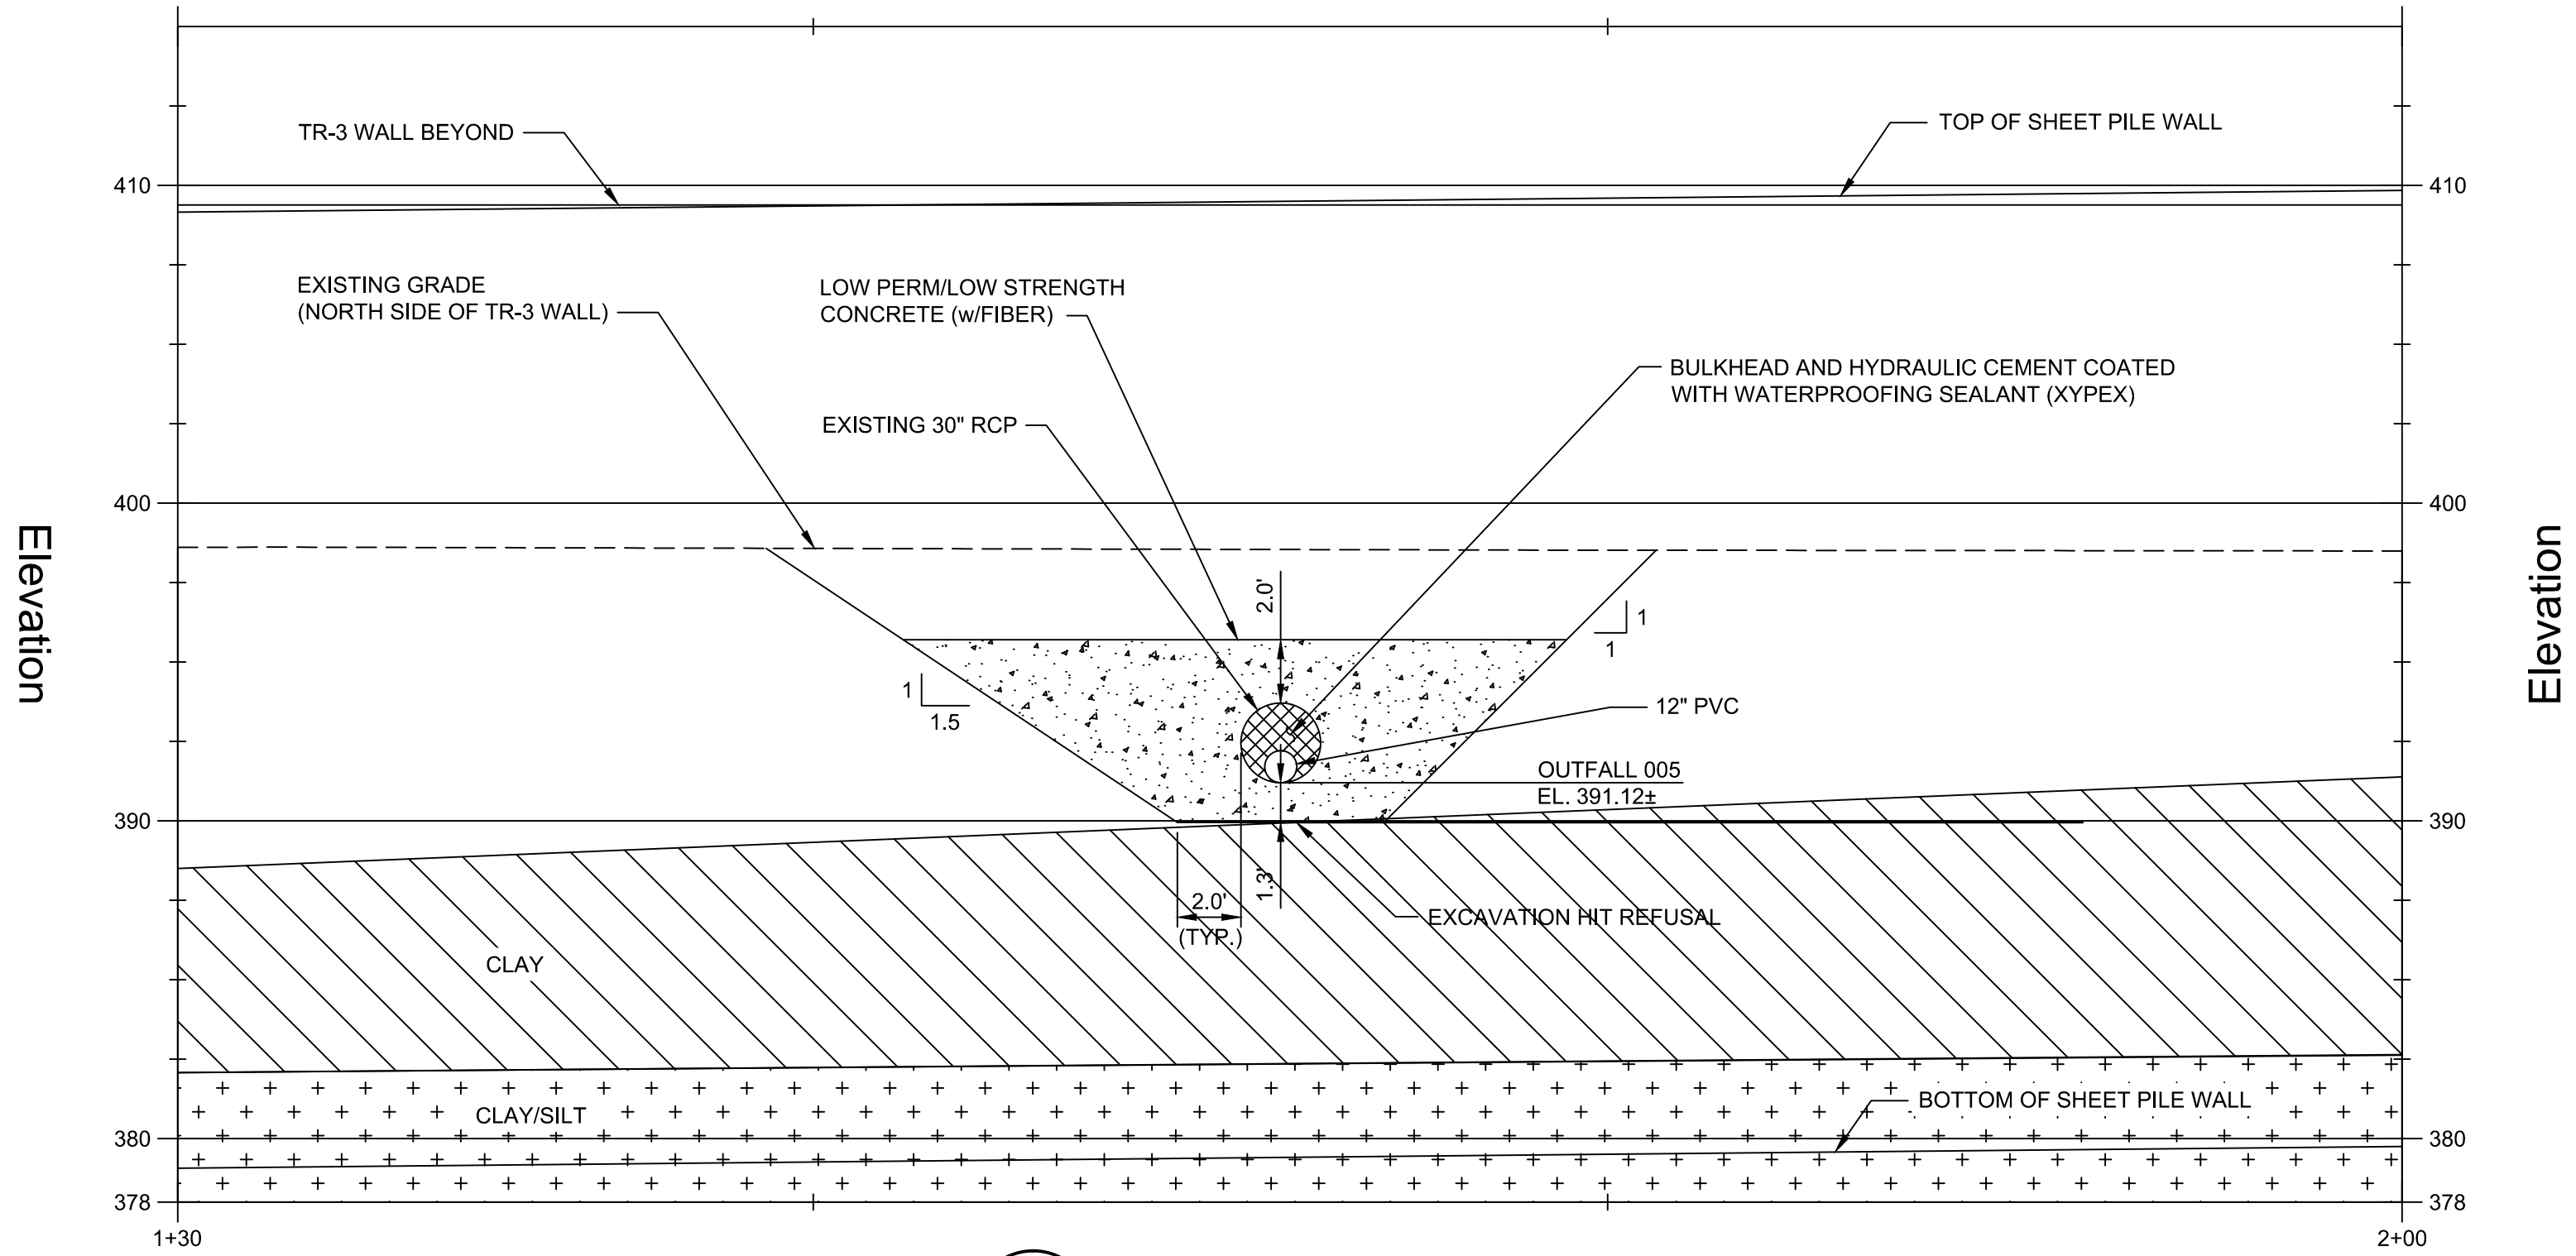 TR-3 WALL BEYOND
TOP OF SHEET PILE WALL
410
410
EXISTING GRADE
(NORTH SIDE OF TR-3 WALL)
LOW PERM/LOW STRENGTH
CONCRETE (w/FIBER)
BULKHEAD AND HYDRAULIC CEMENT COATED
WITH WATERPROOFING SEALANT (XYPEX)
EXISTING 30" RCP
400
400
Elevation
Elevation
2.0'
1
1
1
1.5
12" PVC
OUTFALL 005
EL. 391.12±
390
390
1.3'
2.0'
(TYP.)
EXCAVATION HIT REFUSAL
CLAY
CLAY/SILT
BOTTOM OF SHEET PILE WALL
380
380
378
378
1+30
2+00